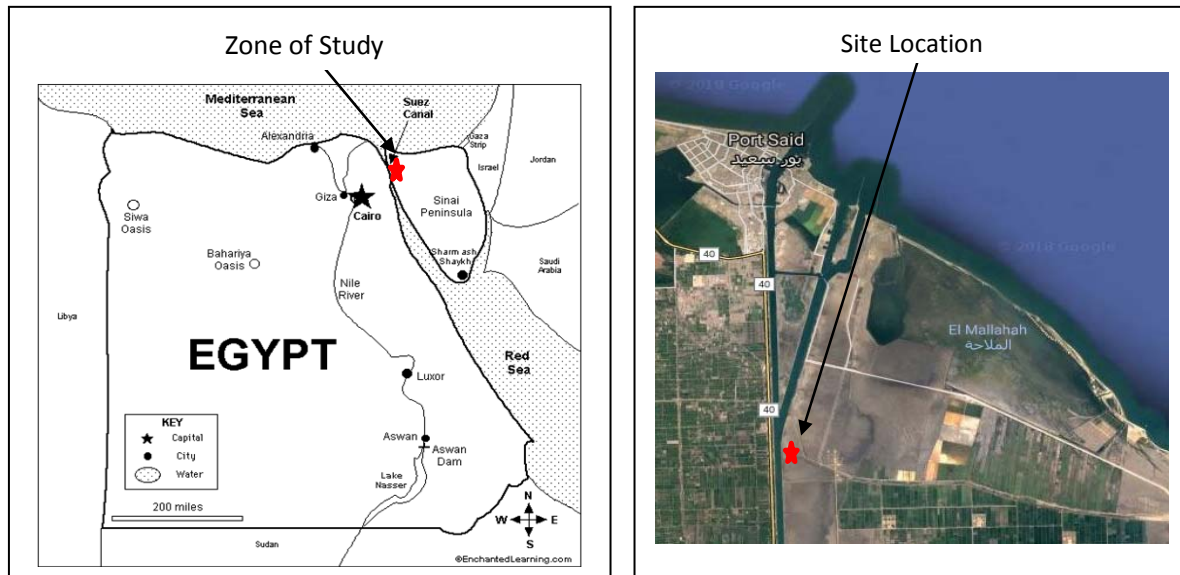 Zone of Study
Mediterranean
Sea
Suez
Canal
Alexandria
Gaza
Strip
Israel
Jordan
Giza
Cairo
Sinai
Peninsula
Siwa
Oasis
Bahariya
Oasis
Sharm ash
Shaykh
Saudi
Arabia
Nile
River
Libya
EGYPT
Red
Sea
Luxor
KEY
Capital
City
Water
Aswan
Aswan
Dam
Lake
Nasser
200 miles
N
W E
S
Sudan
©EnchantedLearning.com
Site Location
© 2018 Google
Port Said
بور سعيد
© 2018 Google
40
40
El Mallahah
الملاحة
40